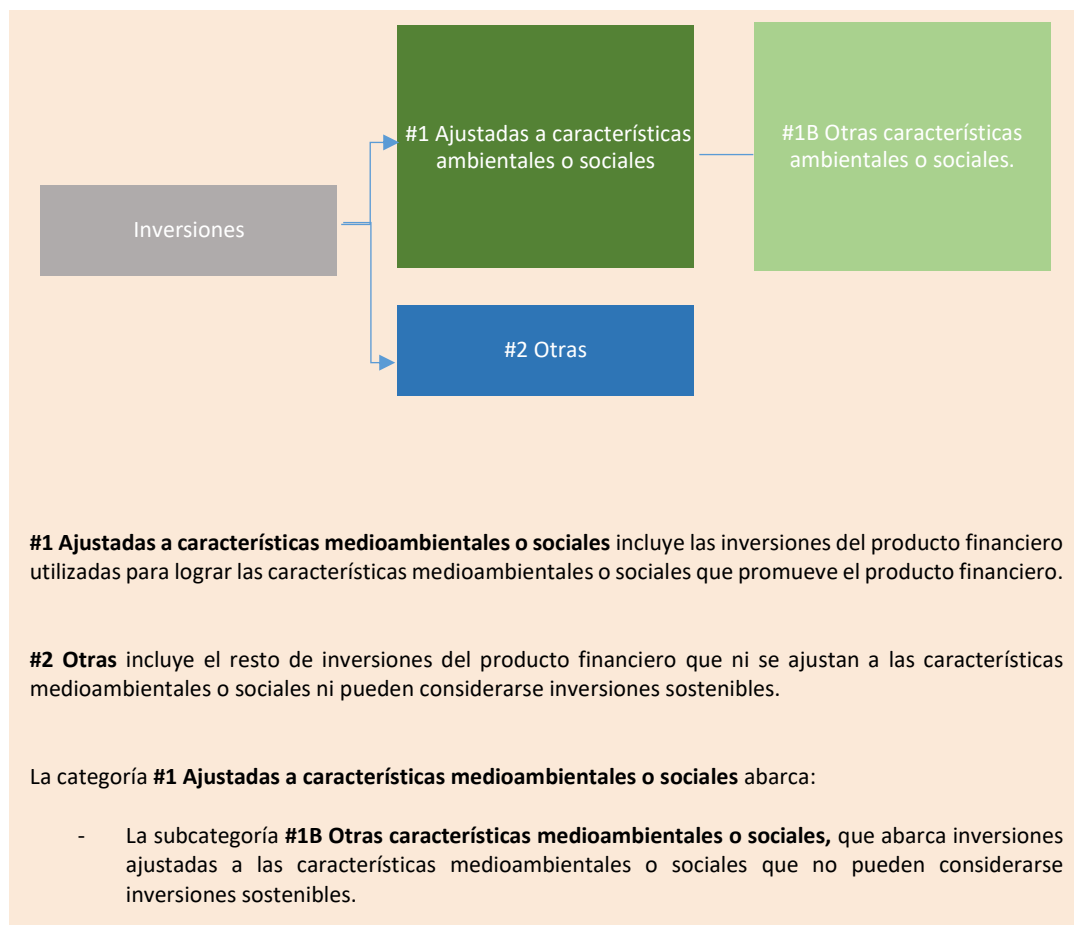 #1 Ajustadas a características
ambientales o sociales
#1B Otras características
ambientales o sociales.
Inversiones
#2 Otras
#1 Ajustadas a características medioambientales o sociales incluye las inversiones del producto financiero
utilizadas para lograr las características medioambientales o sociales que promueve el producto financiero.
#2 Otras incluye el resto de inversiones del producto financiero que ni se ajustan a las características
medioambientales o sociales ni pueden considerarse inversiones sostenibles.
La categoría #1 Ajustadas a características medioambientales o sociales abarca:
- La subcategoría #1B Otras características medioambientales o sociales, que abarca inversiones
ajustadas a las características medioambientales o sociales que no pueden considerarse
inversiones sostenibles.